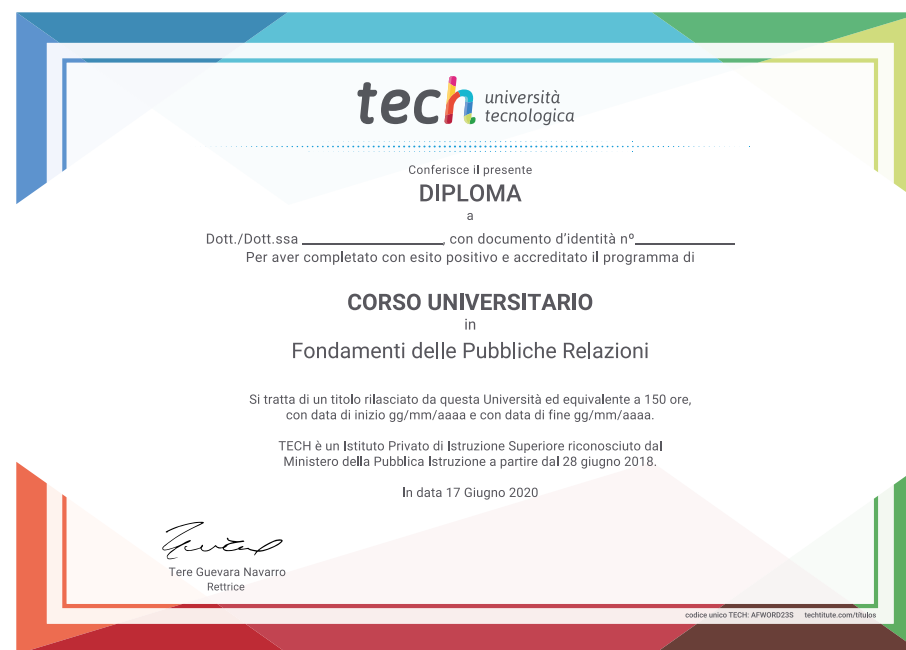 tech università
tecnologica
Conferisce il presente
DIPLOMA
a
Dott./Dott.ssa ________________, con documento d'identità nº____________
Per aver completato con esito positivo e accreditato il programma di
CORSO UNIVERSITARIO
in
Fondamenti delle Pubbliche Relazioni
Si tratta di un titolo rilasciato da questa Università ed equivalente a 150 ore,
con data di inizio gg/mm/aaaa e con data di fine gg/mm/aaaa.
TECH è un Istituto Privato di Istruzione Superiore riconosciuto dal
Ministero della Pubblica Istruzione a partire dal 28 giugno 2018.
In data 17 Giugno 2020
Tere Guevara Navarro
Rettrice
codice unico TECH: AFWORD23S techtitute.com/títulos